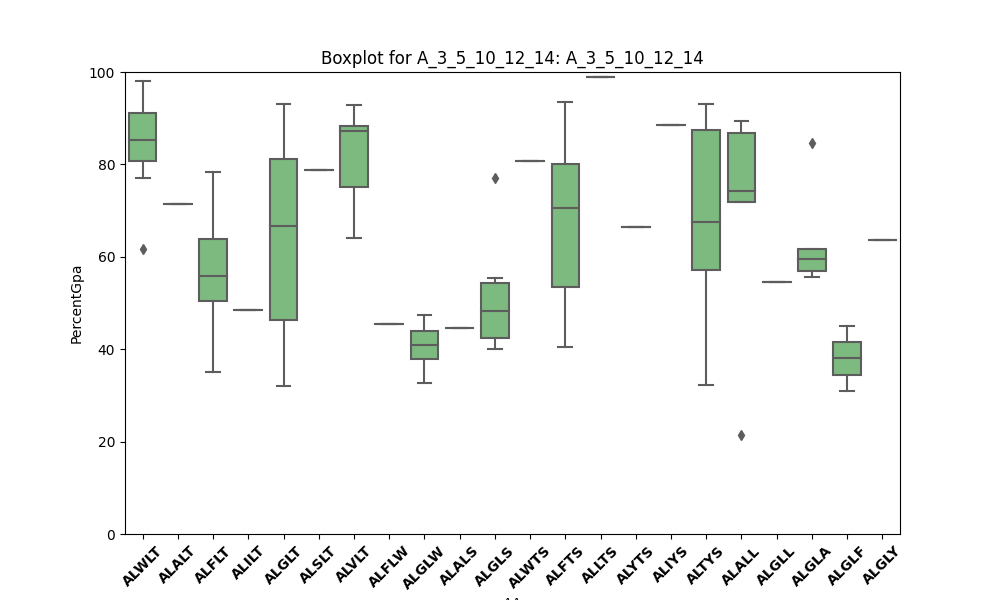 Boxplot for A_3_5_10_12_14: A_3_5_10_12_14
PercentGpa
100
80
60
40
20
0
ALWLT ALALT ALFLT ALILT ALGLT ALSLT ALVLT ALFLW ALGLW ALALS ALGLS ALWTS ALFTS ALLTS ALYTS ALIYS ALTYS ALALL ALGLL ALGLA ALGLF ALGLY